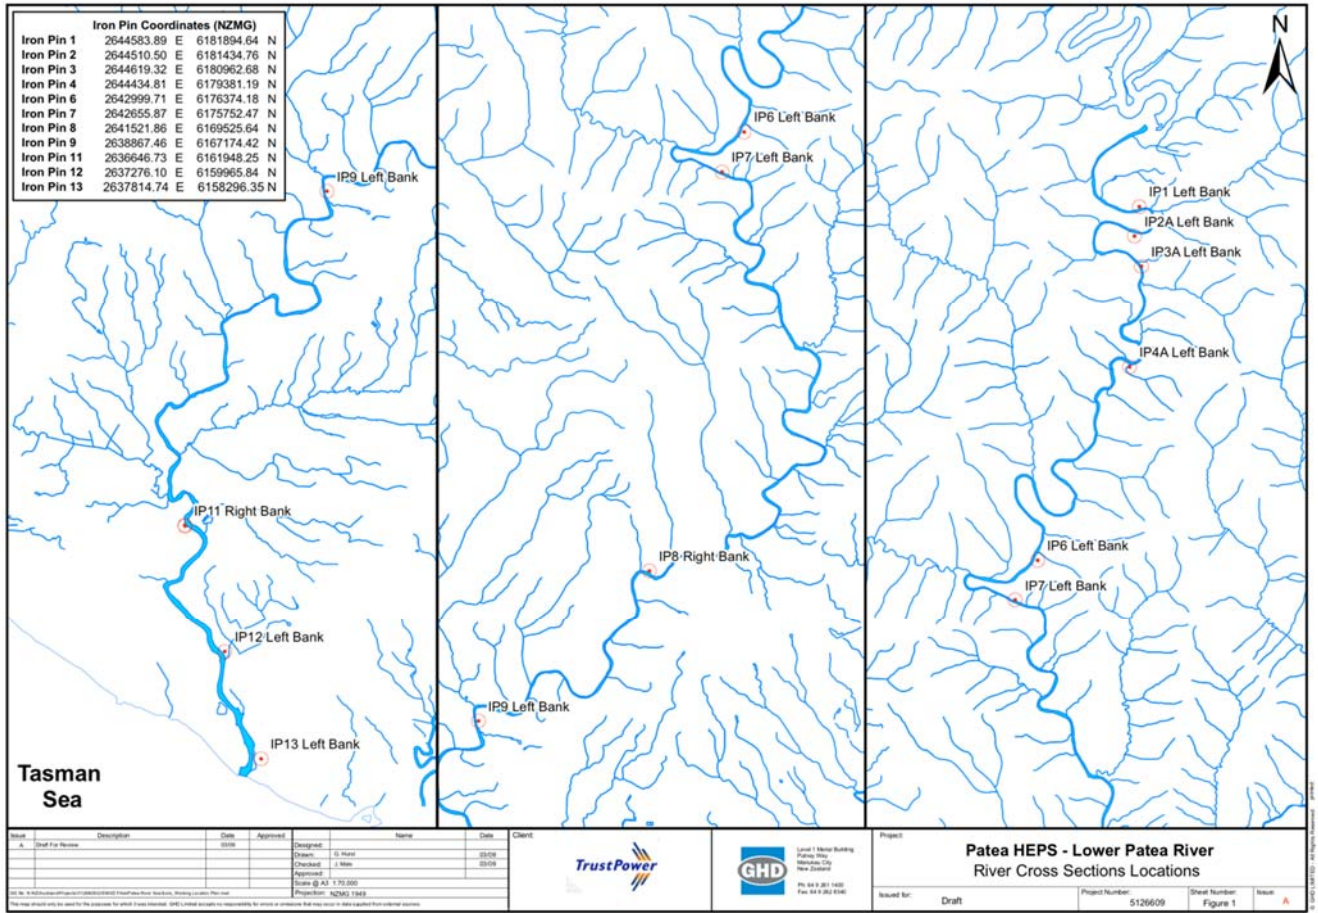 Iron Pin Coordinates (NZMG)
Iron Pin 1 2644583.89 E 6181894.64 N
Iron Pin 2 2644510.50 E 6181434.76 N
Iron Pin 3 2644619.32 E 6180962.68 N
Iron Pin 4 2644434.81 E 6179381.19 N
Iron Pin 6 2642999.71 E 6176374.18 N
Iron Pin 7 2642655.87 E 6175752.47 N
Iron Pin 8 2641521.86 E 6169525.64 N
Iron Pin 9 2638867.46 E 6167174.42 N
Iron Pin 11 2636646.73 E 6161948.25 N
Iron Pin 12 2637276.10 E 6159965.84 N
Iron Pin 13 2637814.74 E 6158296.35 N
IP9 Left Bank
IP11 Right Bank
IP12 Left Bank
IP13 Left Bank
Tasman
Sea
IP6 Left Bank
IP7 Left Bank
IP8 Right Bank
IP9 Left Bank
N
IP1 Left Bank
IP2A Left Bank
IP3A Left Bank
IP4A Left Bank
IP6 Left Bank
IP7 Left Bank
Issue Description Date Approved
A Draft For Review 03/09
Name Date
Designed:
Drawn: G. Hurst 03/09
Checked: J. Male 03/09
Approved:
Scale @ A3 1:70,000
Projection: NZMG 1949
Client:
TrustPower
GHD
Manukau City
New Zealand
Project
Patea HEPS - Lower Patea River
River Cross Sections Locations
Issued for: Draft
Project Number: 5126609
Sheet Number: Figure 1
Issue: A